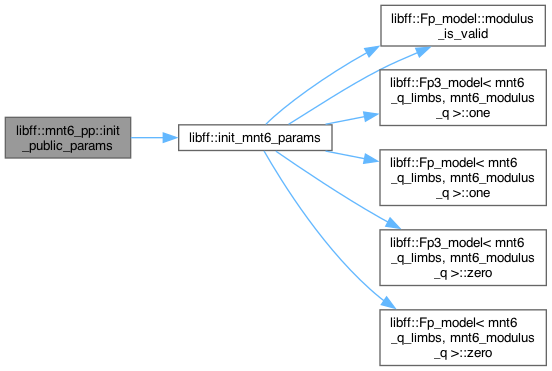 libff::mnt6_pp::init
_public_params
libff::init_mnt6_params
libff::Fp_model::modulus
_is_valid
libff::Fp3_model< mnt6
_q_limbs, mnt6_modulus
_q >::one
libff::Fp_model< mnt6
_q_limbs, mnt6_modulus
_q >::one
libff::Fp3_model< mnt6
_q_limbs, mnt6_modulus
_q >::zero
libff::Fp_model< mnt6
_q_limbs, mnt6_modulus
_q >::zero